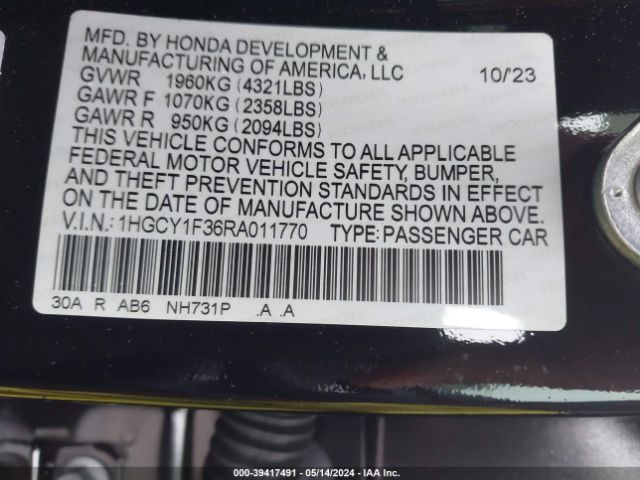 MFD. BY HONDA DEVELOPMENT &
MANUFACTURING OF AMERICA, LLC 10/'23
GVWR 1960KG (4321LBS)
GAWR F 1070KG (2358LBS)
GAWR R 950KG (2094LBS)
THIS VEHICLE CONFORMS TO ALL APPLICABLE
FEDERAL MOTOR VEHICLE SAFETY, BUMPER,
AND THEFT PREVENTION STANDARDS IN EFFECT
ON THE DATE OF MANUFACTURE SHOWN ABOVE.
V.I.N.: 1HGCY1F36RA011770 TYPE: PASSENGER CAR
30A R AB6 NH731P .A .A
000-39417491 - 05/14/2024 - IAA Inc.